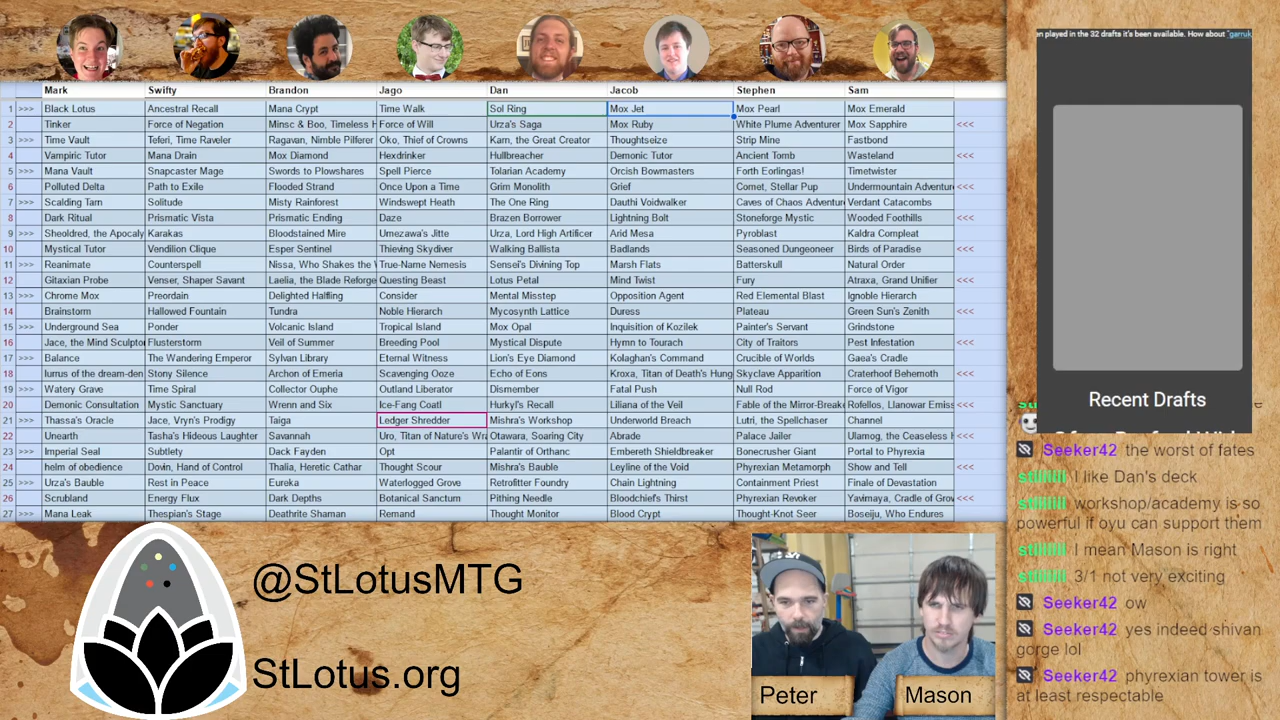 en played in the 32 drafts it's been available. How about "garruk
Mark Swifty Brandon Jago Dan Jacob Stephen Sam
1 >>> Black Lotus Ancestral Recall Mana Crypt Time Walk Sol Ring Mox Jet Mox Pearl Mox Emerald
2 Tinker Force of Negation Minsc & Boo, Timeless H Force of Will Urza's Saga Mox Ruby White Plume Adventurer Mox Sapphire <<<
3 >>> Time Vault Teferi, Time Raveler Ragavan, Nimble Pilferer Oko, Thief of Crowns Karn, the Great Creator Thoughtseize Strip Mine Fastbond
4 Vampiric Tutor Mana Drain Mox Diamond Hexdrinker Hullbreacher Demonic Tutor Ancient Tomb Wasteland <<<
5 >>> Mana Vault Snapcaster Mage Swords to Plowshares Spell Pierce Tolarian Academy Orcish Bowmasters Forth Eorlingas! Timetwister
6 Polluted Delta Path to Exile Flooded Strand Once Upon a Time Grim Monolith Grief Comet, Stellar Pup Undermountain Adventur <<<
7 >>> Scalding Tarn Solitude Misty Rainforest Windswept Heath The One Ring Dauthi Voidwalker Caves of Chaos Adventur Verdant Catacombs
8 Dark Ritual Prismatic Vista Prismatic Ending Daze Brazen Borrower Lightning Bolt Stoneforge Mystic Wooded Foothills <<<
9 >>> Sheoldred, the Apocaly Karakas Bloodstained Mire Umezawa's Jitte Urza, Lord High Artificer Arid Mesa Pyroblast Kaldra Compleat
10 Mystical Tutor Vendilion Clique Esper Sentinel Thieving Skydiver Walking Ballista Badlands Seasoned Dungeoneer Birds of Paradise <<<
11 >>> Reanimate Counterspell Nissa, Who Shakes the W True-Name Nemesis Sensei's Divining Top Marsh Flats Batterskull Natural Order
12 Gitaxian Probe Venser, Shaper Savant Laelia, the Blade Reforge Questing Beast Lotus Petal Mind Twist Fury Atraxa, Grand Unifier <<<
13 >>> Chrome Mox Preordain Delighted Halfling Consider Mental Misstep Opposition Agent Red Elemental Blast Ignoble Hierarch
14 Brainstorm Hallowed Fountain Tundra Noble Hierarch Mycosynth Lattice Duress Plateau Green Sun's Zenith <<<
15 >>> Underground Sea Ponder Volcanic Island Tropical Island Mox Opal Inquisition of Kozilek Painter's Servant Grindstone
16 Jace, the Mind Sculptor Flusterstorm Veil of Summer Breeding Pool Mystic Dispute Hymn to Tourach City of Traitors Pest Infestation <<<
17 >>> Balance The Wandering Emperor Sylvan Library Eternal Witness Lion's Eye Diamond Kolaghan's Command Crucible of Worlds Gaea's Cradle
18 lurrus of the dream-den Stony Silence Archon of Emeria Scavenging Ooze Echo of Eons Kroxa, Titan of Death's Hung Skyclave Apparition Craterhoof Behemoth <<<
19 >>> Watery Grave Time Spiral Collector Ouphe Outland Liberator Dismember Fatal Push Null Rod Force of Vigor
20 Demonic Consultation Mystic Sanctuary Wrenn and Six Ice-Fang Coatl Hurkyl's Recall Liliana of the Veil Fable of the Mirror-Breake Rofellos, Llanowar Emiss <<<
21 >>> Thassa's Oracle Jace, Vryn's Prodigy Taiga Ledger Shredder Mishra's Workshop Underworld Breach Lutri, the Spellchaser Channel
22 Unearth Tasha's Hideous Laughter Savannah Uro, Titan of Nature's Wra Otawara, Soaring City Abrade Palace Jailer Ulamog, the Ceaseless H <<<
23 >>> Imperial Seal Subtlety Dack Fayden Opt Palantir of Orthanc Embereth Shieldbreaker Bonecrusher Giant Portal to Phyrexia
24 helm of obedience Dovin, Hand of Control Thalia, Heretic Cathar Thought Scour Mishra's Bauble Leyline of the Void Phyrexian Metamorph Show and Tell <<<
25 >>> Urza's Bauble Rest in Peace Eureka Waterlogged Grove Retrofitter Foundry Chain Lightning Containment Priest Finale of Devastation
26 Scrubland Energy Flux Dark Depths Botanical Sanctum Pithing Needle Bloodchief's Thirst Phyrexian Revoker Yavimaya, Cradle of Grov <<<
27 >>> Mana Leak Thespian's Stage Deathrite Shaman Remand Thought Monitor Blood Crypt Thought-Knot Seer Boseiju, Who Endures
Recent Drafts
Seeker42 the worst of fates
I like Dan's deck
workshop/academy is so
powerful if oyu can support them
I mean Mason is right
3/1 not very exciting
Seeker42 ow
Seeker42 yes indeed shivan
gorge lol
Seeker42 phyrexian tower is
at least respectable
@StLotusMTG
StLotus.org
Peter
Mason